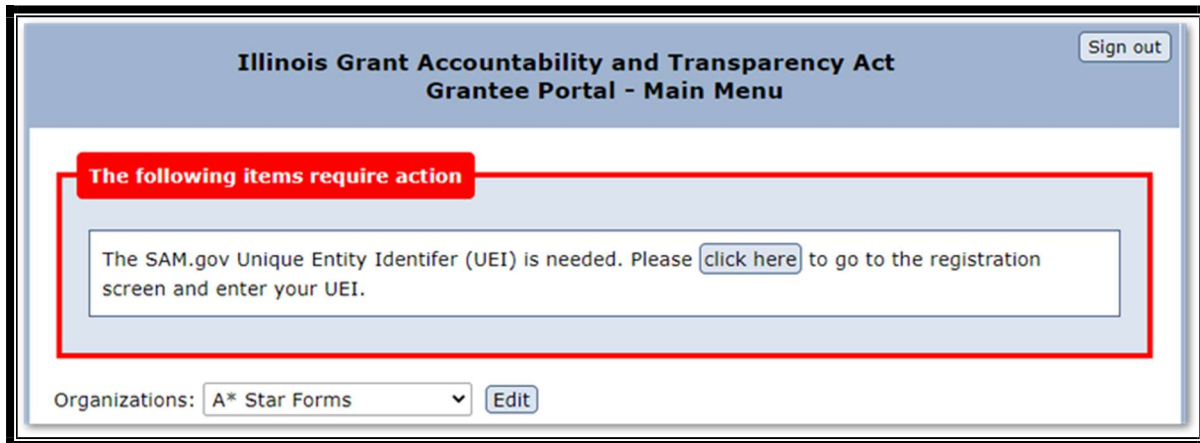 Sign out
Illinois Grant Accountability and Transparency Act
Grantee Portal - Main Menu
The following items require action
The SAM.gov Unique Entity Identifer (UEI) is needed. Please click here to go to the registration
screen and enter your UEI.
Organizations: A* Star Forms Edit